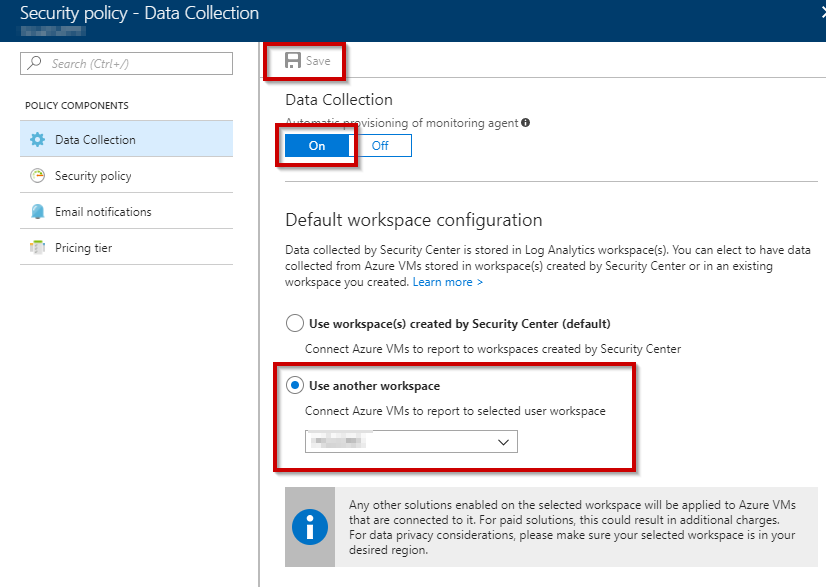 Security policy - Data Collection
Search (Ctrl+/)
POLICY COMPONENTS
Data Collection
Security policy
Email notifications
Pricing tier
Save
Data Collection
Automatic provisioning of monitoring agent
On
Off
Default workspace configuration
Data collected by Security Center is stored in Log Analytics workspace(s). You can elect to have data
collected from Azure VMs stored in workspace(s) created by Security Center or in an existing
workspace you created. Learn more >
Use workspace(s) created by Security Center (default)
Connect Azure VMs to report to workspaces created by Security Center
Use another workspace
Connect Azure VMs to report to selected user workspace
Any other solutions enabled on the selected workspace will be applied to Azure VMs
that are connected to it. For paid solutions, this could result in additional charges.
For data privacy considerations, please make sure your selected workspace is in your
desired region.